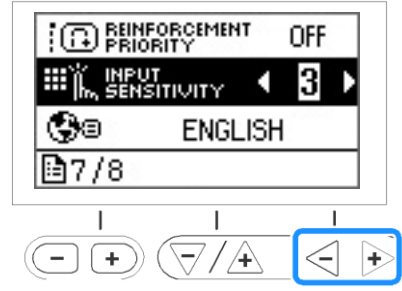 REINFORCEMENT
PRIORITY OFF
INPUT
SENSITIVITY 3
ENGLISH
7/8
- + / + - +